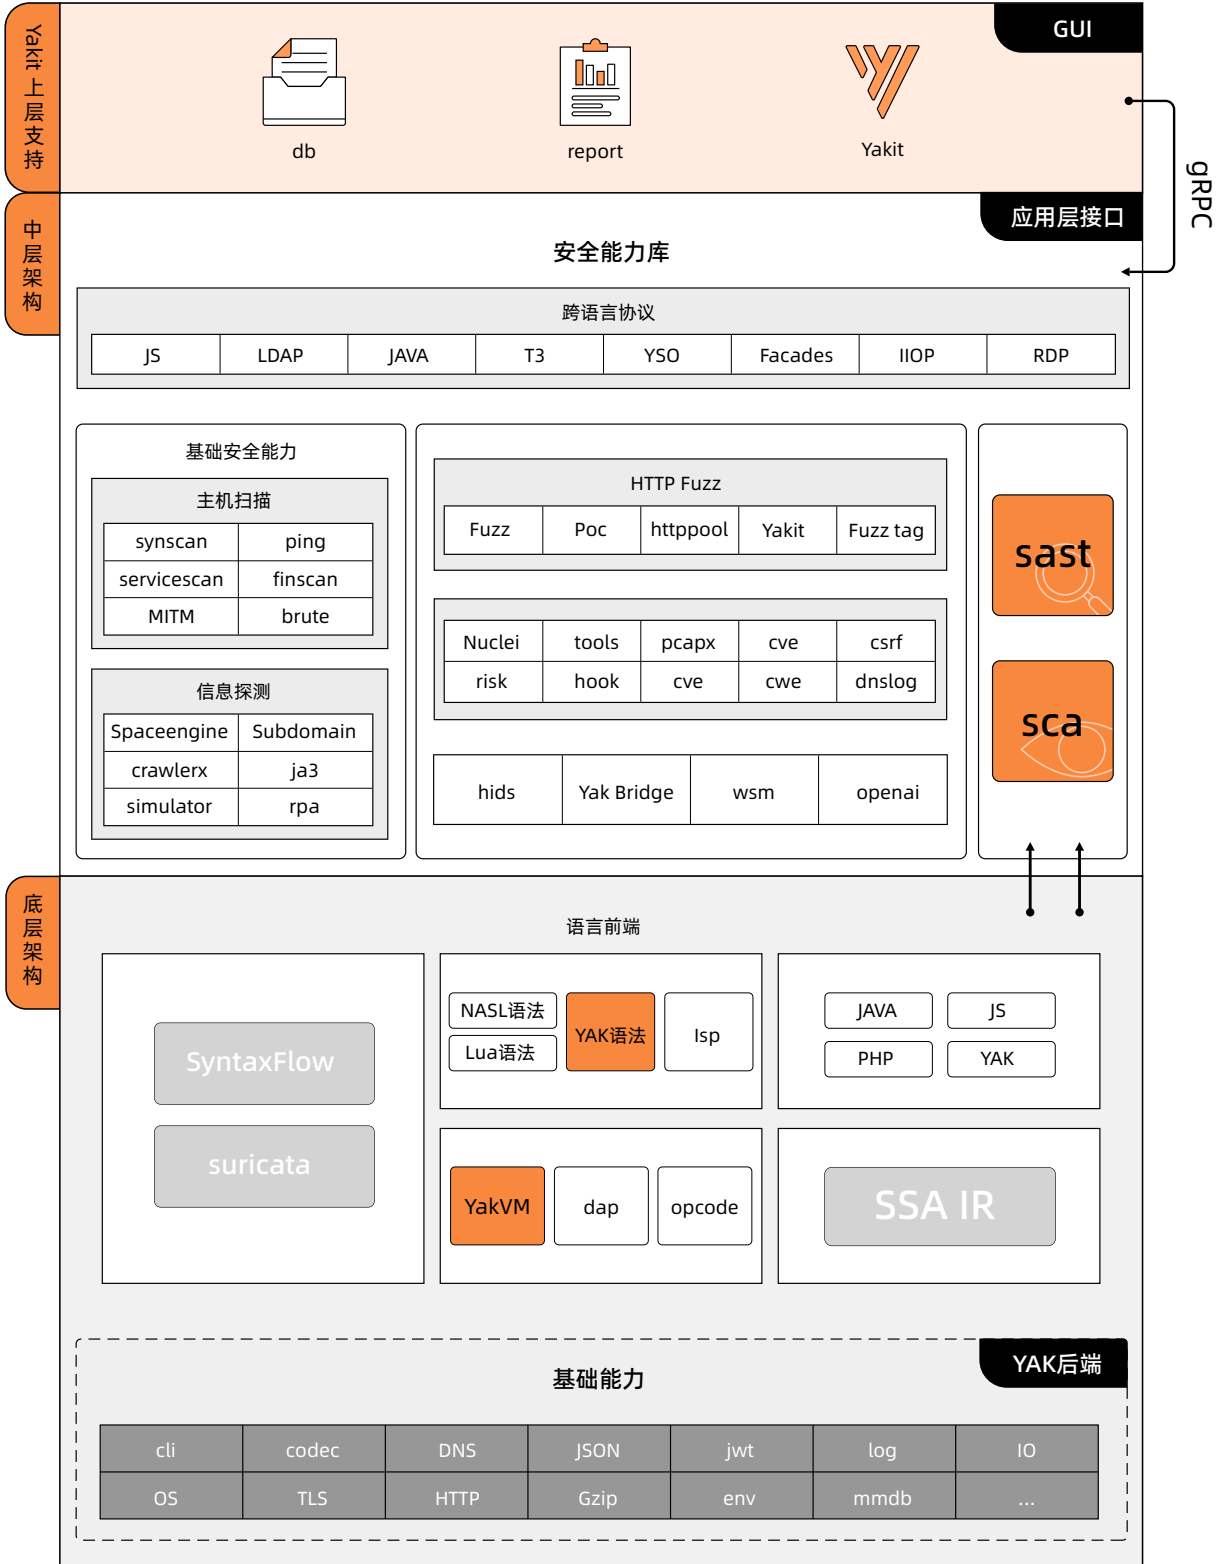 Yakit 上层支持
GUI
db
report
Yakit
gRPC
中层架构
应用层接口
安全能力库
跨语言协议
JS
LDAP
JAVA
T3
YSO
Facades
IIOP
RDP
基础安全能力
主机扫描
synscan
ping
servicescan
finscan
MITM
brute
信息探测
Spaceengine
Subdomain
crawlerx
ja3
simulator
rpa
HTTP Fuzz
Fuzz
Poc
httppool
Yakit
Fuzz tag
Nuclei
tools
pcapx
cve
csrf
risk
hook
cve
cwe
dnslog
hids
Yak Bridge
wsm
openai
sast
sca
底层架构
语言前端
SyntaxFlow
suricata
NASL语法
Lua语法
YAK语法
lsp
JAVA
JS
PHP
YAK
YakVM
dap
opcode
SSA IR
YAK后端
基础能力
cli
codec
DNS
JSON
jwt
log
IO
OS
TLS
HTTP
Gzip
env
mmdb
...